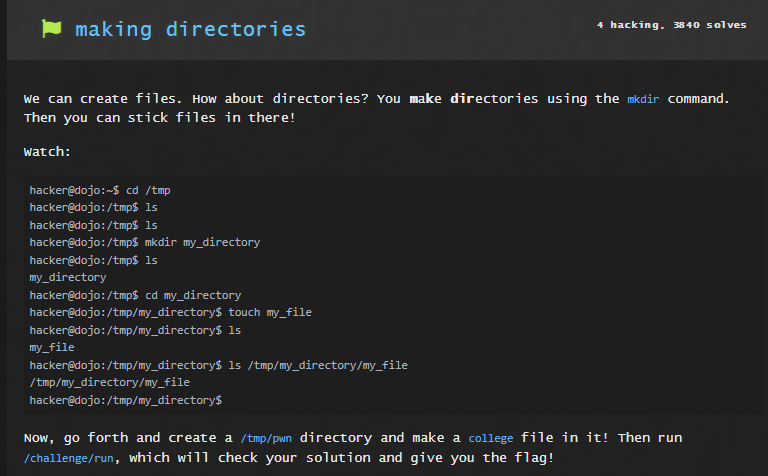 making directories
4 hacking, 3840 solves
We can create files. How about directories? You make directories using the mkdir command.
Then you can stick files in there!
Watch:
hacker@dojo:~$ cd /tmp
hacker@dojo:/tmp$ ls
hacker@dojo:/tmp$ ls
hacker@dojo:/tmp$ mkdir my_directory
hacker@dojo:/tmp$ ls
my_directory
hacker@dojo:/tmp$ cd my_directory
hacker@dojo:/tmp/my_directory$ touch my_file
hacker@dojo:/tmp/my_directory$ ls
my_file
hacker@dojo:/tmp/my_directory$ ls /tmp/my_directory/my_file
/tmp/my_directory/my_file
hacker@dojo:/tmp/my_directory$
Now, go forth and create a /tmp/pwn directory and make a college file in it! Then run
/challenge/run, which will check your solution and give you the flag!